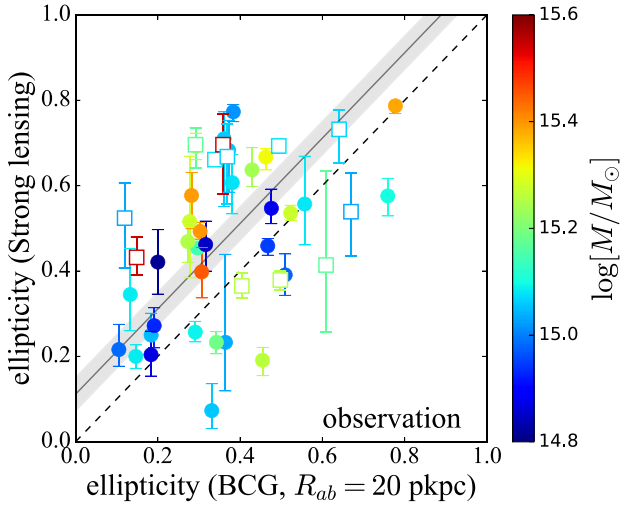 ellipticity (Strong lensing)
1.0
0.8
0.6
0.4
0.2
0.0
observation
0.0 0.2 0.4 0.6 0.8 1.0
ellipticity (BCG, R_{ab} = 20 pkpc)
15.6
15.4
15.2
15.0
14.8
log[M/M_⊙]